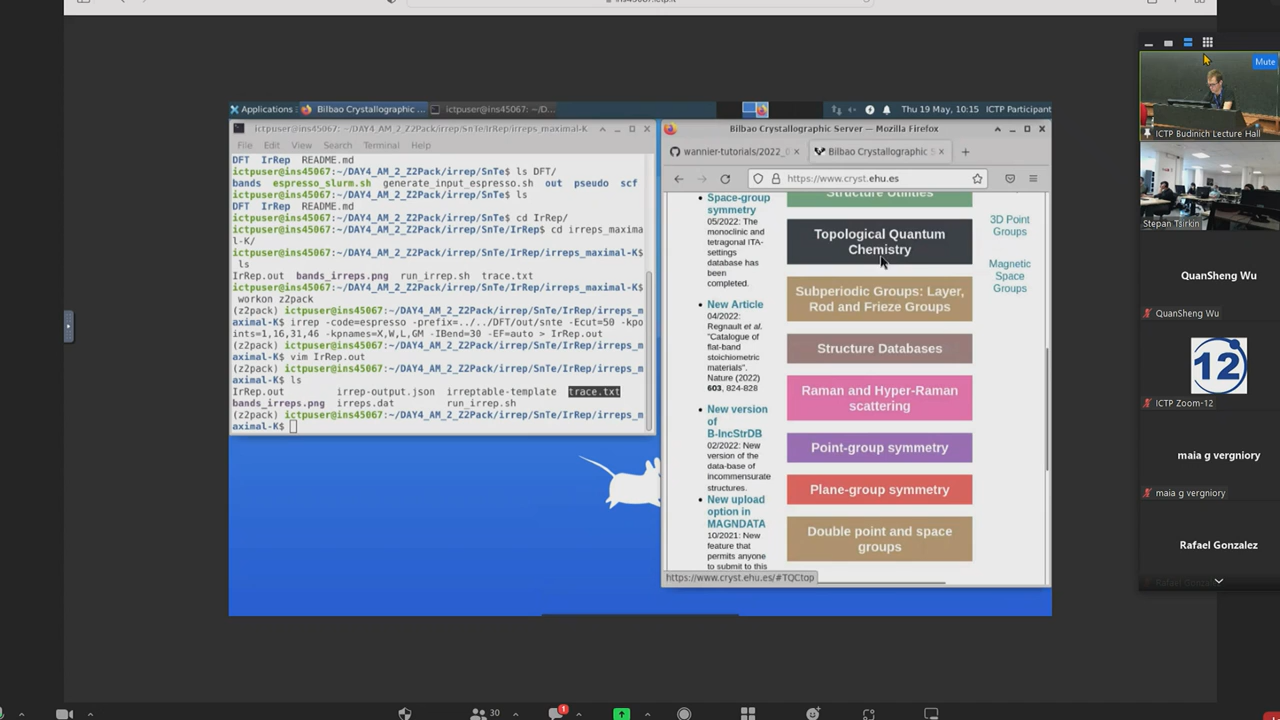 Applications
Bilbao Crystallographic ...
ictpuser@ins45067: ~/D...
Thu 19 May, 10:15
ICTP Participant
ictpuser@ins45067: ~/DAY4_AM_2_Z2Pack/irrep/SnTe/IrRep/irreps_maximal-K
File Edit View Search Terminal Help
DFT IrRep README.md
ictpuser@ins45067:~/DAY4_AM_2_Z2Pack/irrep/SnTe$ ls DFT/
bands espresso_slurm.sh generate_input_espresso.sh out pseudo scf
ictpuser@ins45067:~/DAY4_AM_2_Z2Pack/irrep/SnTe$ ls
DFT IrRep README.md
ictpuser@ins45067:~/DAY4_AM_2_Z2Pack/irrep/SnTe$ cd IrRep/
ictpuser@ins45067:~/DAY4_AM_2_Z2Pack/irrep/SnTe/IrRep$ cd irreps_maxima
l-K/
ictpuser@ins45067:~/DAY4_AM_2_Z2Pack/irrep/SnTe/IrRep/irreps_maximal-K$
ls
IrRep.out bands_irreps.png run_irrep.sh trace.txt
ictpuser@ins45067:~/DAY4_AM_2_Z2Pack/irrep/SnTe/IrRep/irreps_maximal-K$
workon z2pack
(z2pack) ictpuser@ins45067:~/DAY4_AM_2_Z2Pack/irrep/SnTe/IrRep/irreps_m
aximal-K$ irrep -code=espresso -prefix=../../DFT/out/snte -Ecut=50 -kpo
ints=1,16,31,46 -kpnames=X,W,L,GM -IBend=30 -EF=auto > IrRep.out
(z2pack) ictpuser@ins45067:~/DAY4_AM_2_Z2Pack/irrep/SnTe/IrRep/irreps_m
aximal-K$ vim IrRep.out
(z2pack) ictpuser@ins45067:~/DAY4_AM_2_Z2Pack/irrep/SnTe/IrRep/irreps_m
aximal-K$ ls
IrRep.out irrep-output.json irreptable-template trace.txt
bands_irreps.png irreps.dat run_irrep.sh
(z2pack) ictpuser@ins45067:~/DAY4_AM_2_Z2Pack/irrep/SnTe/IrRep/irreps_m
aximal-K$
Bilbao Crystallographic Server — Mozilla Firefox
wannier-tutorials/2022_0
Bilbao Crystallographic S
https://www.cryst.ehu.es
Space-group
symmetry
05/2022: The
monoclinic and
tetragonal ITA-
settings
database has
been
completed.
New Article
04/2022:
Regnault et al.
"Catalogue of
flat-band
stoichiometric
materials".
Nature (2022)
603, 824-828
New version
of
B-IncStrDB
02/2022: New
version of the
data-base of
incommensurate
structures.
New upload
option in
MAGNDATA
10/2021: New
feature that
permits anyone
to submit to this
Structure Utilities
Topological Quantum
Chemistry
Subperiodic Groups: Layer,
Rod and Frieze Groups
Structure Databases
Raman and Hyper-Raman
scattering
Point-group symmetry
Plane-group symmetry
Double point and space
groups
3D Point
Groups
Magnetic
Space
Groups
https://www.cryst.ehu.es/#TQCtop
Mute
ICTP Budinich Lecture Hall
Stepan Tsirkin
QuanSheng Wu
QuanSheng Wu
12
ICTP Zoom-12
maia g vergniory
maia g vergniory
Rafael Gonzalez
30
1